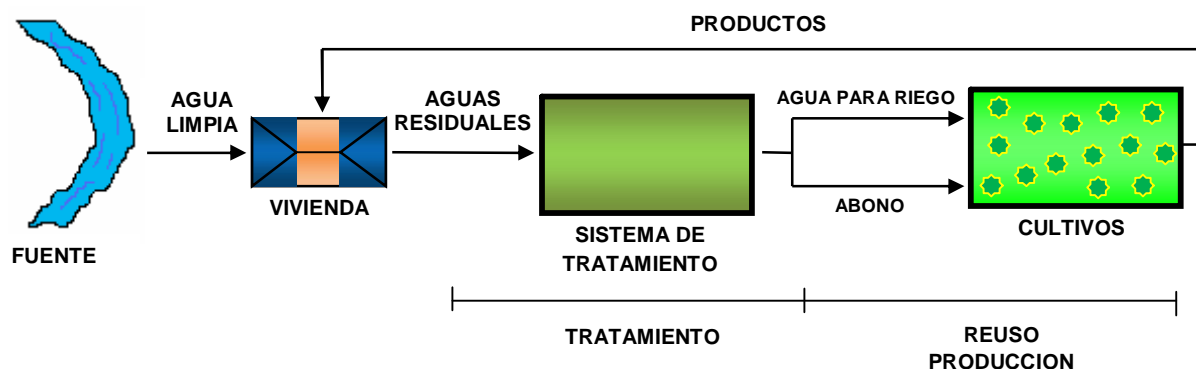 PRODUCTOS
AGUA
LIMPIA
AGUAS
RESIDUALES
AGUA PARA RIEGO
ABONO
VIVIENDA
FUENTE
SISTEMA DE
TRATAMIENTO
CULTIVOS
TRATAMIENTO
REUSO
PRODUCCION